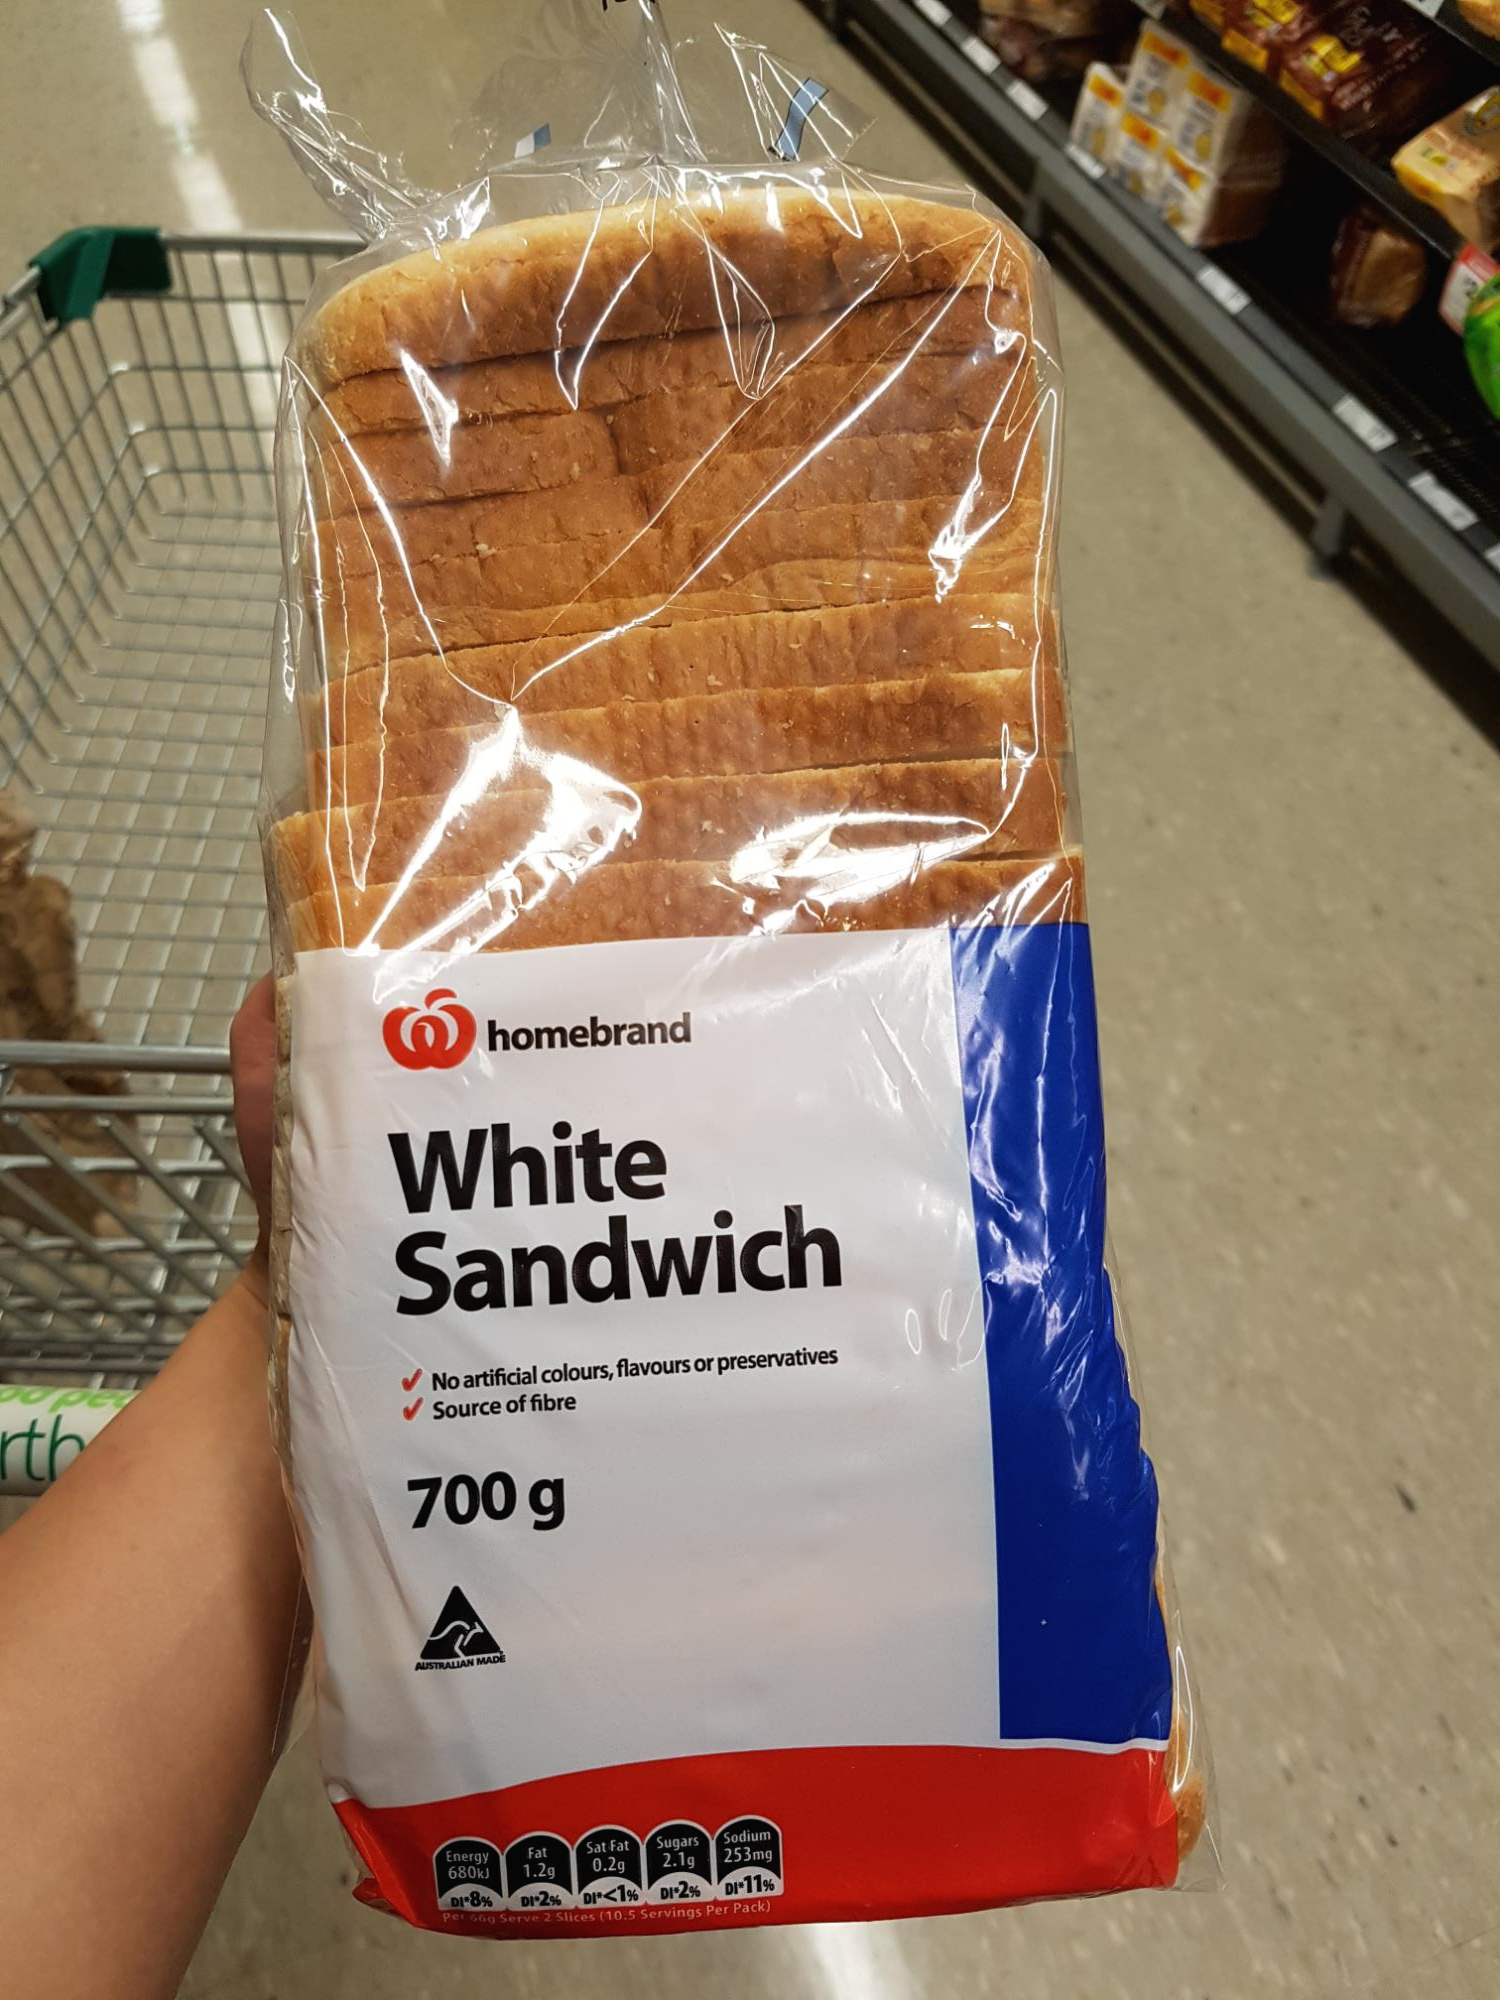 homebrand
White
Sandwich
No artificial colours, flavours or preservatives
Source of fibre
700 g
AUSTRALIAN MADE
Energy Fat Sat Fat Sugars Sodium
680kJ 1.2g 0.2g 2.1g 253mg
DI*8% DI*2% DI*<1% DI*2% DI*11%
Per 66g Serve 2 Slices (10.5 Servings Per Pack)
rth